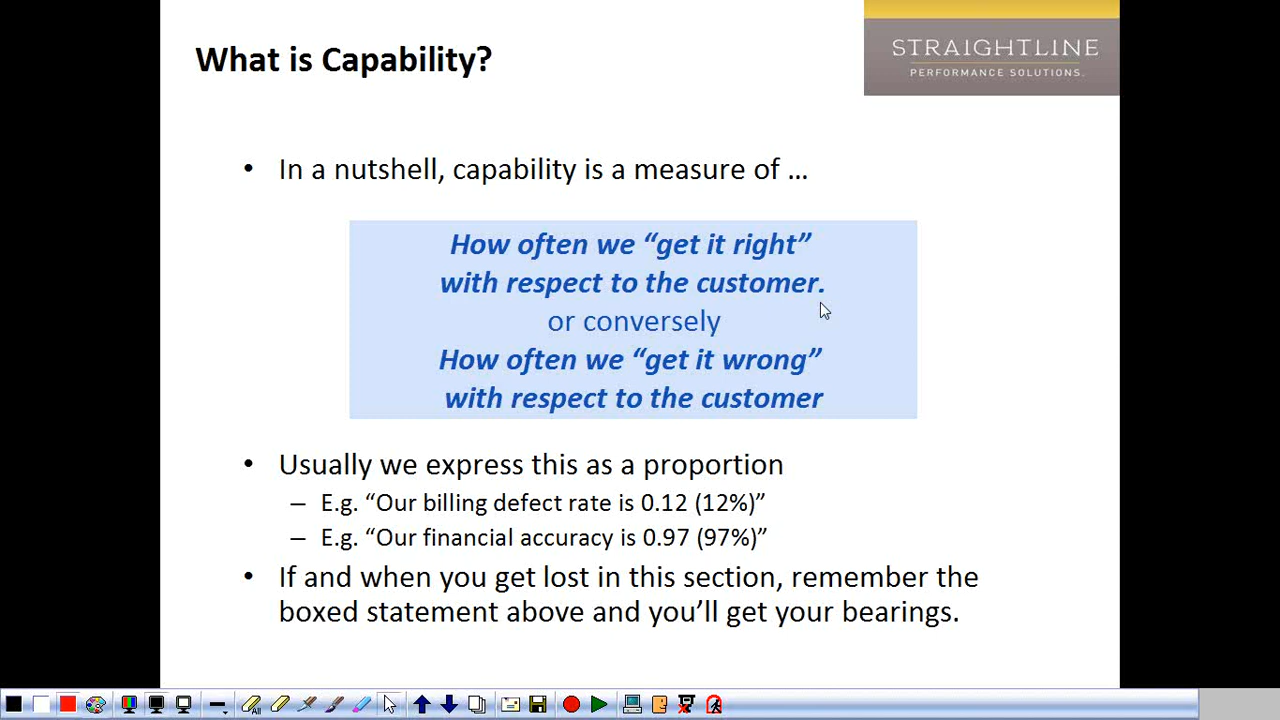 What is Capability?
STRAIGHTLINE
PERFORMANCE SOLUTIONS.
• In a nutshell, capability is a measure of …
How often we “get it right”
with respect to the customer.
or conversely
How often we “get it wrong”
with respect to the customer
• Usually we express this as a proportion
– E.g. “Our billing defect rate is 0.12 (12%)”
– E.g. “Our financial accuracy is 0.97 (97%)”
• If and when you get lost in this section, remember the
boxed statement above and you’ll get your bearings.
All